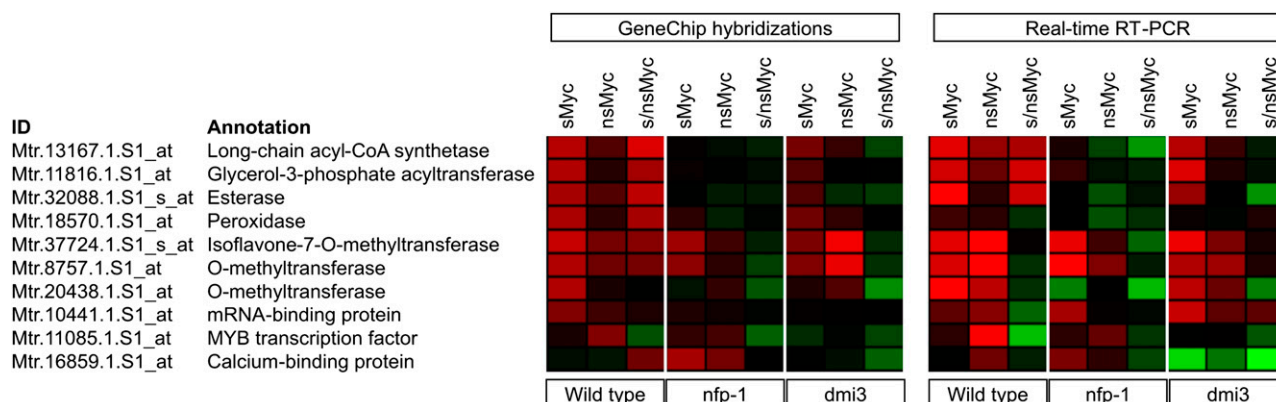 GeneChip hybridizations Real-time RT-PCR
sMyc nsMyc s/nsMyc sMyc nsMyc s/nsMyc sMyc nsMyc s/nsMyc sMyc nsMyc s/nsMyc sMyc nsMyc s/nsMyc sMyc nsMyc s/nsMyc
ID Annotation
Mtr.13167.1.S1_at Long-chain acyl-CoA synthetase
Mtr.11816.1.S1_at Glycerol-3-phosphate acyltransferase
Mtr.32088.1.S1_s_at Esterase
Mtr.18570.1.S1_at Peroxidase
Mtr.37724.1.S1_s_at Isoflavone-7-O-methyltransferase
Mtr.8757.1.S1_at O-methyltransferase
Mtr.20438.1.S1_at O-methyltransferase
Mtr.10441.1.S1_at mRNA-binding protein
Mtr.11085.1.S1_at MYB transcription factor
Mtr.16859.1.S1_at Calcium-binding protein
Wild type nfp-1 dmi3 Wild type nfp-1 dmi3